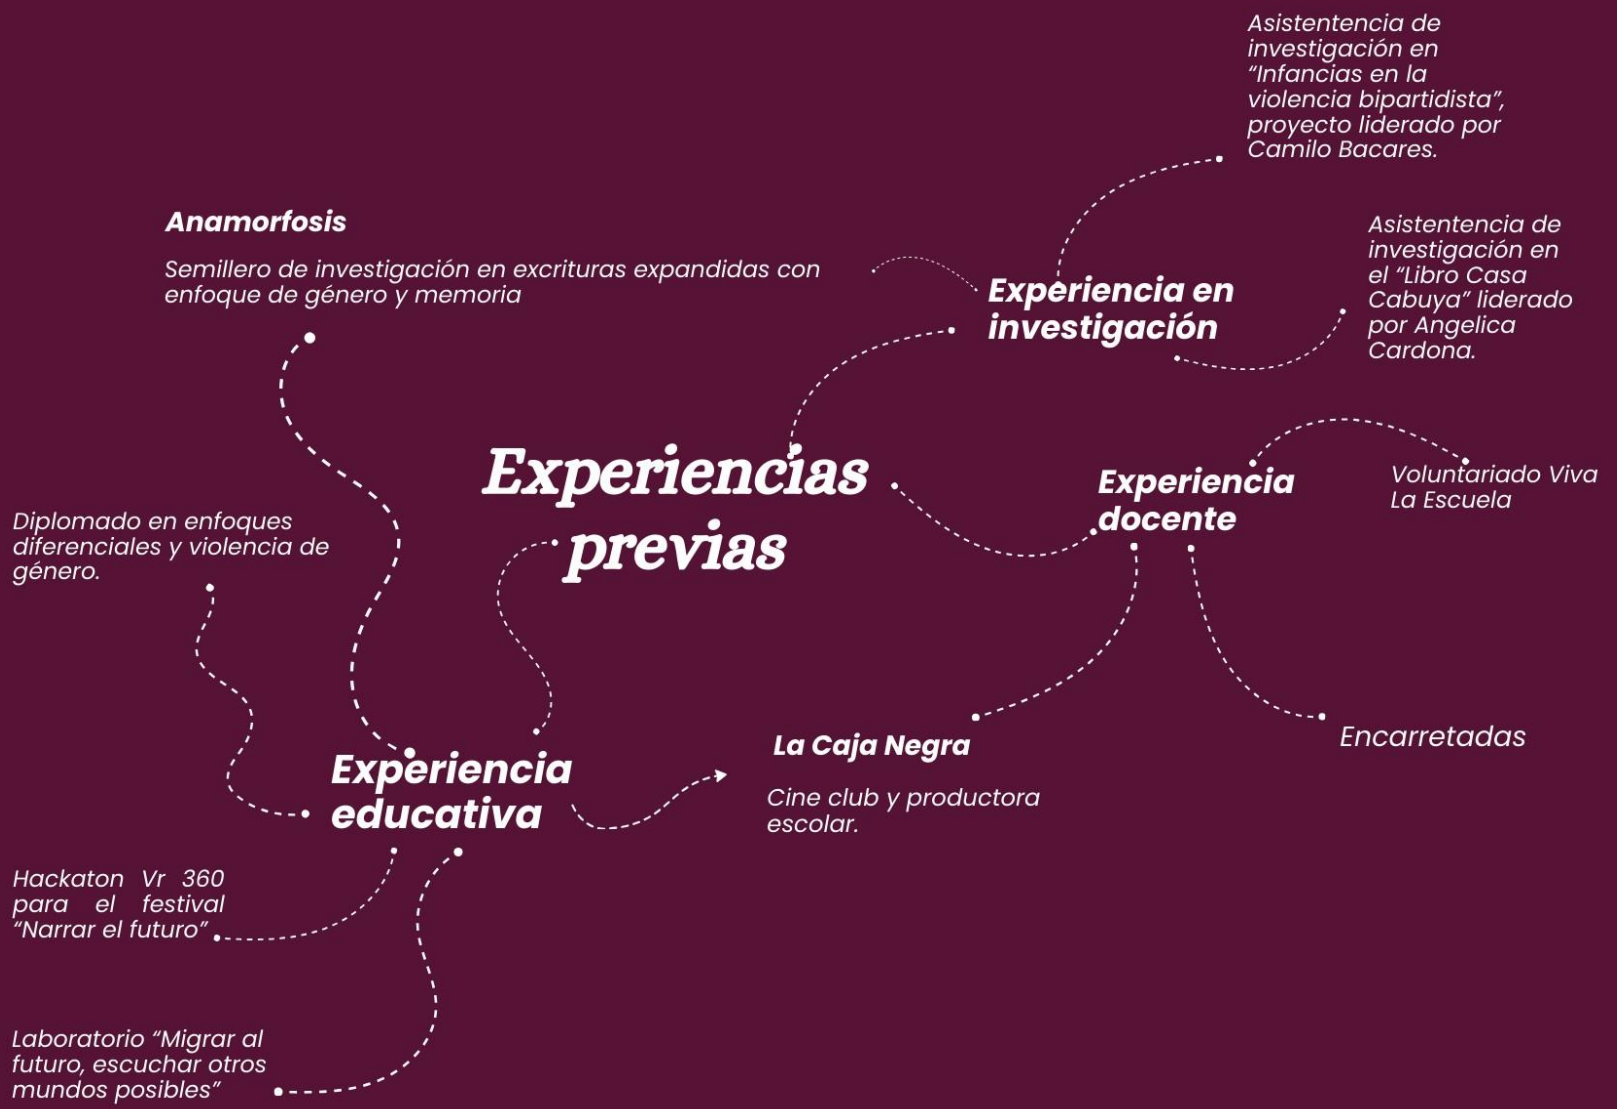 Asistentencia de
investigación en
“Infancias en la
violencia bipartidista”,
proyecto liderado por
Camilo Bacares.
Anamorfosis
Semillero de investigación en excrituras expandidas con
enfoque de género y memoria
Experiencia en
investigación
Asistentencia de
investigación en
el “Libro Casa
Cabuya” liderado
por Angelica
Cardona.
Experiencias
previas
Experiencia
docente
Voluntariado Viva
La Escuela
Diplomado en enfoques
diferenciales y violencia de
género.
Experiencia
educativa
La Caja Negra
Cine club y productora
escolar.
Encarretadas
Hackaton Vr 360
para el festival
“Narrar el futuro”
Laboratorio “Migrar al
futuro, escuchar otros
mundos posibles”